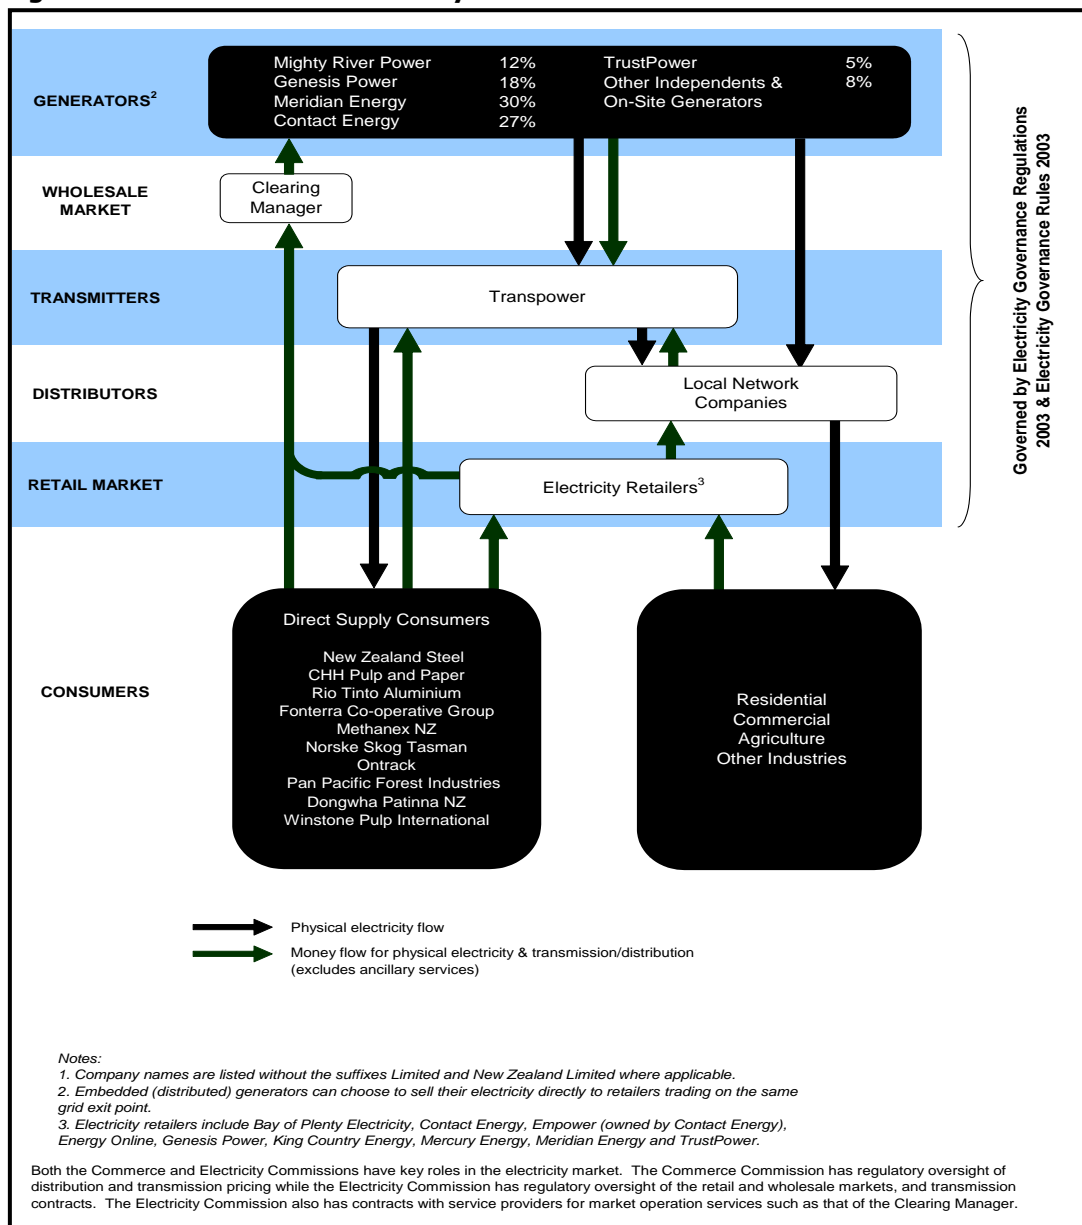 GENERATORS²
Mighty River Power 12%
Genesis Power 18%
Meridian Energy 30%
Contact Energy 27%
TrustPower 5%
Other Independents & 8%
On-Site Generators
WHOLESALE
MARKET
Clearing
Manager
TRANSMITTERS
Transpower
DISTRIBUTORS
Local Network
Companies
RETAIL MARKET
Electricity Retailers³
Governed by Electricity Governance Regulations
2003 & Electricity Governance Rules 2003
CONSUMERS
Direct Supply Consumers
New Zealand Steel
CHH Pulp and Paper
Rio Tinto Aluminium
Fonterra Co-operative Group
Methanex NZ
Norske Skog Tasman
Ontrack
Pan Pacific Forest Industries
Dongwha Patinna NZ
Winstone Pulp International
Residential
Commercial
Agriculture
Other Industries
Physical electricity flow
Money flow for physical electricity & transmission/distribution
(excludes ancillary services)
Notes:
1. Company names are listed without the suffixes Limited and New Zealand Limited where applicable.
2. Embedded (distributed) generators can choose to sell their electricity directly to retailers trading on the same
grid exit point.
3. Electricity retailers include Bay of Plenty Electricity, Contact Energy, Empower (owned by Contact Energy),
Energy Online, Genesis Power, King Country Energy, Mercury Energy, Meridian Energy and TrustPower.
Both the Commerce and Electricity Commissions have key roles in the electricity market. The Commerce Commission has regulatory oversight of
distribution and transmission pricing while the Electricity Commission has regulatory oversight of the retail and wholesale markets, and transmission
contracts. The Electricity Commission also has contracts with service providers for market operation services such as that of the Clearing Manager.